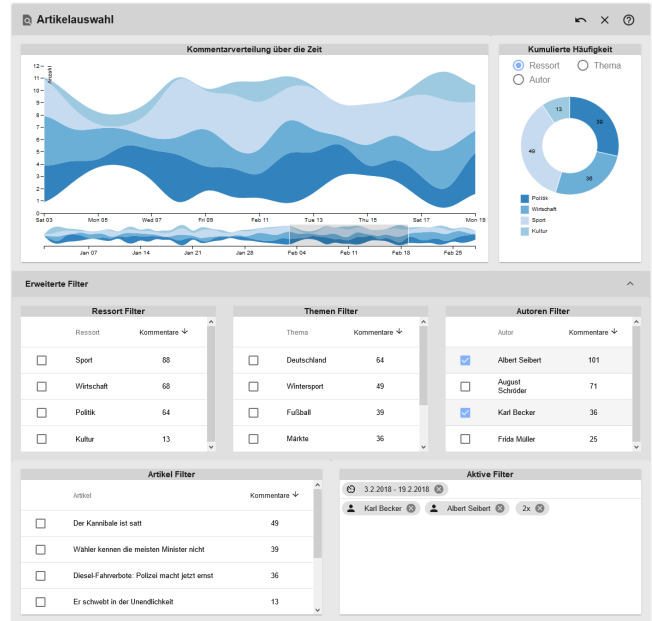 Artikelauswahl
Kommentarverteilung über die Zeit
Anzahl
12
11
10
9
8
7
6
5
4
3
2
1
0
Sat 03 Mon 05 Wed 07 Fri 09 Feb 11 Tue 13 Thu 15 Sat 17 Mon 19
Jan 07 Jan 14 Jan 21 Jan 28 Feb 04 Feb 11 Feb 18 Feb 25
Kumulierte Häufigkeit
Ressort Thema
Autor
13
39
49
36
Politik
Wirtschaft
Sport
Kultur
Erweiterte Filter
Ressort Filter
Ressort Kommentare
Sport 88
Wirtschaft 68
Politik 64
Kultur 13
Themen Filter
Thema Kommentare
Deutschland 64
Wintersport 49
Fußball 39
Märkte 36
Autoren Filter
Autor Kommentare
Albert Seibert 101
August
Schröder 71
Karl Becker 36
Frida Müller 25
Artikel Filter
Artikel Kommentare
Der Kannibale ist satt 49
Wähler kennen die meisten Minister nicht 39
Diesel-Fahrverbote: Polizei macht jetzt ernst 36
Er schwebt in der Unendlichkeit 13
Aktive Filter
3.2.2018 - 19.2.2018
Karl Becker Albert Seibert 2x